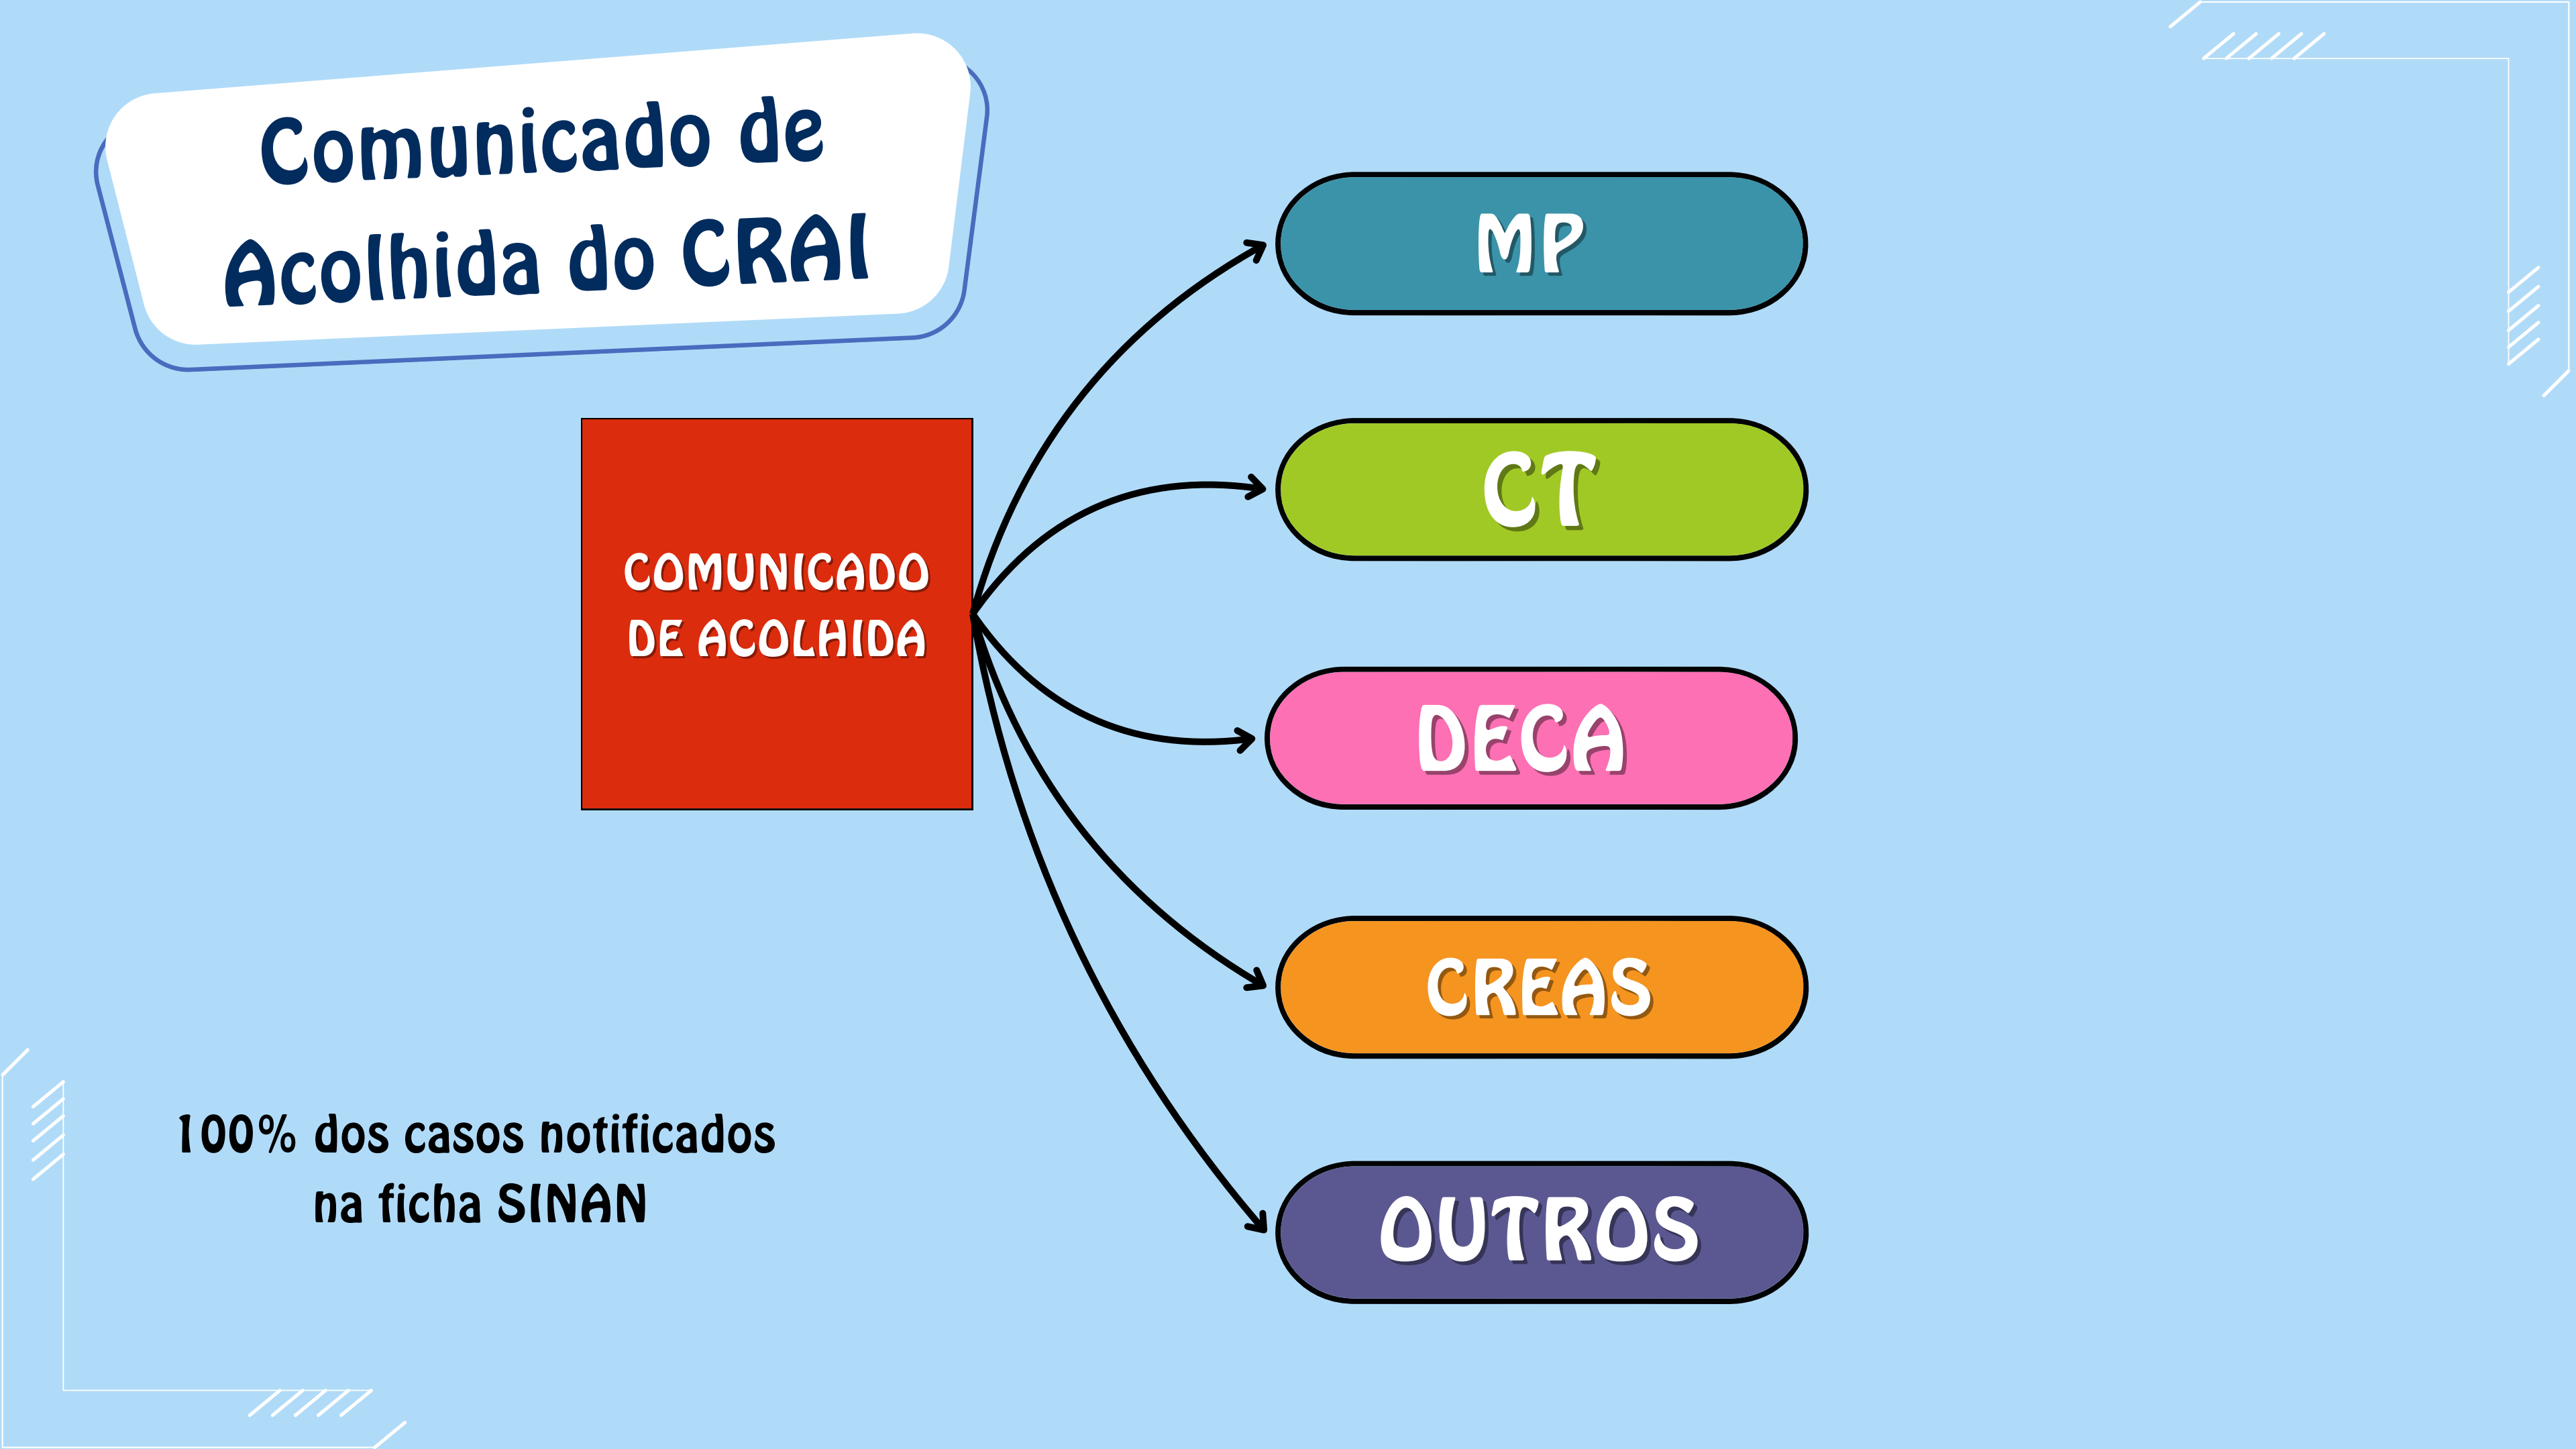 Comunicado de
Acolhida do CRAI
COMUNICADO
DE ACOLHIDA
MP
CT
DECA
CREAS
OUTROS
100% dos casos notificados
na ficha SINAN